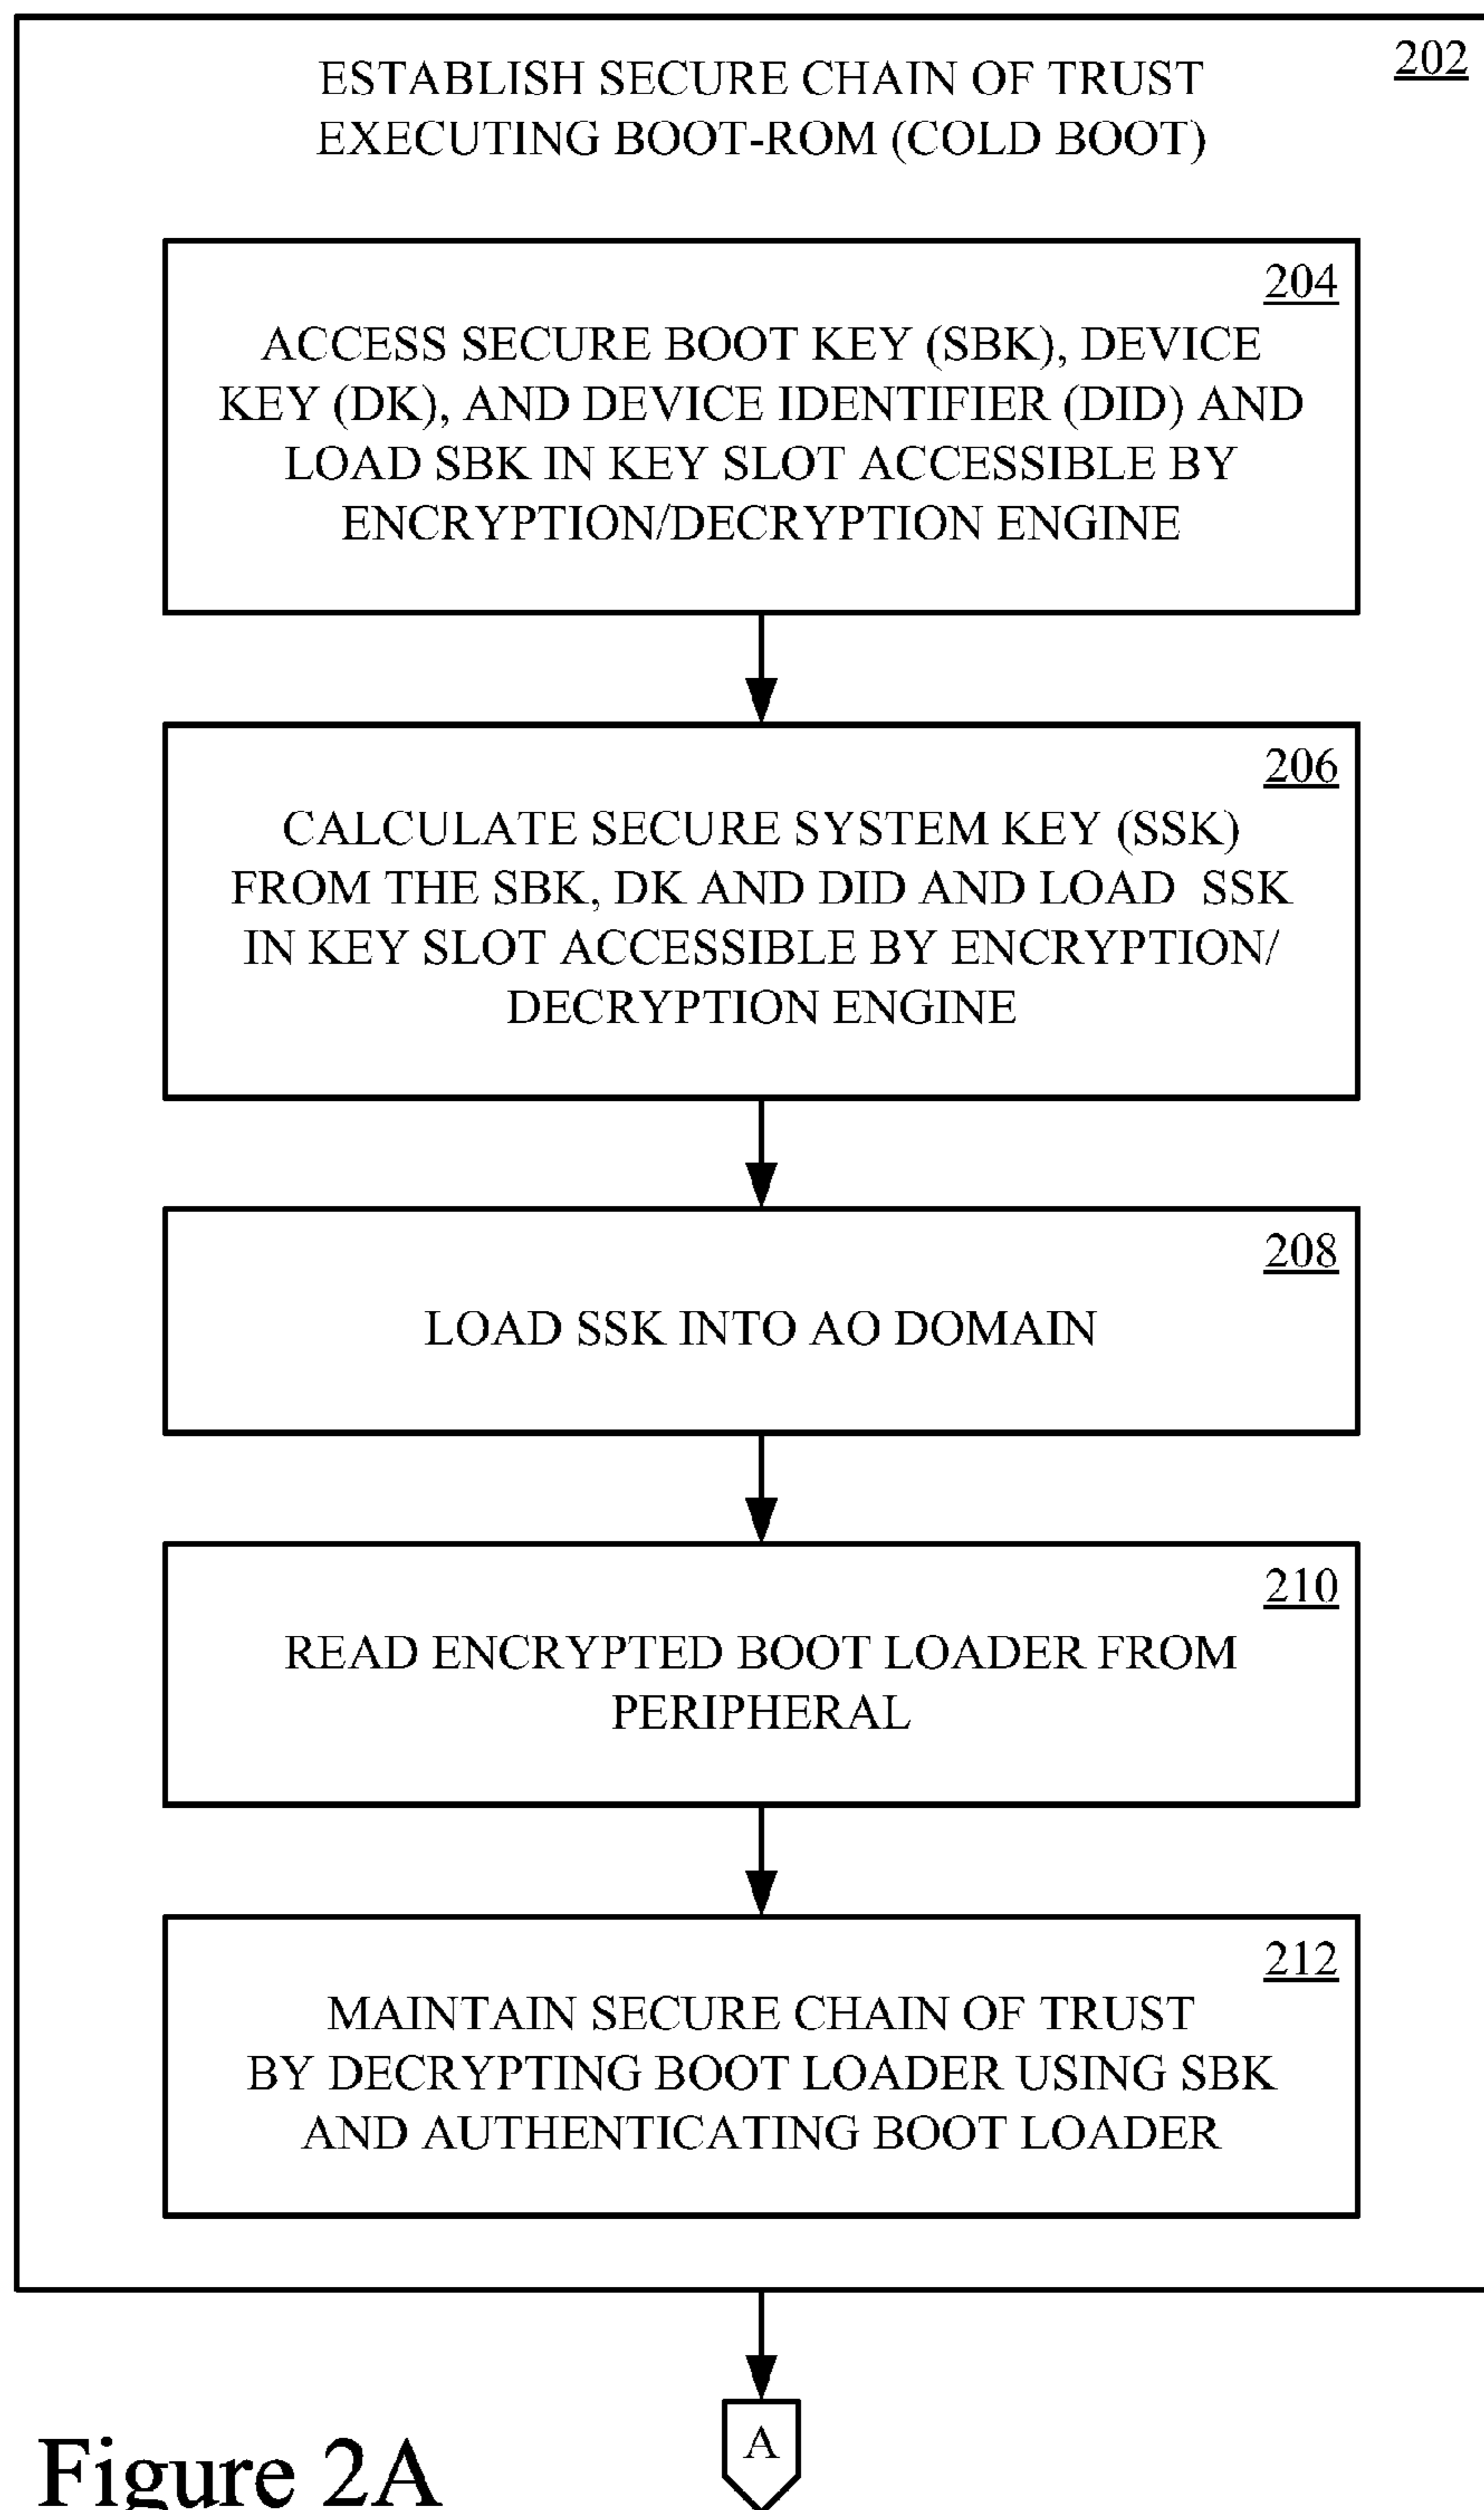 202
ESTABLISH SECURE CHAIN OF TRUST
EXECUTING BOOT-ROM (COLD BOOT)
204
ACCESS SECURE BOOT KEY (SBK), DEVICE
KEY (DK), AND DEVICE IDENTIFIER (DID) AND
LOAD SBK IN KEY SLOT ACCESSIBLE BY
ENCRYPTION/DECRYPTION ENGINE
206
CALCULATE SECURE SYSTEM KEY (SSK)
FROM THE SBK, DK AND DID AND LOAD SSK
IN KEY SLOT ACCESSIBLE BY ENCRYPTION/
DECRYPTION ENGINE
208
LOAD SSK INTO AO DOMAIN
210
READ ENCRYPTED BOOT LOADER FROM
PERIPHERAL
212
MAINTAIN SECURE CHAIN OF TRUST
BY DECRYPTING BOOT LOADER USING SBK
AND AUTHENTICATING BOOT LOADER
A
Figure 2A